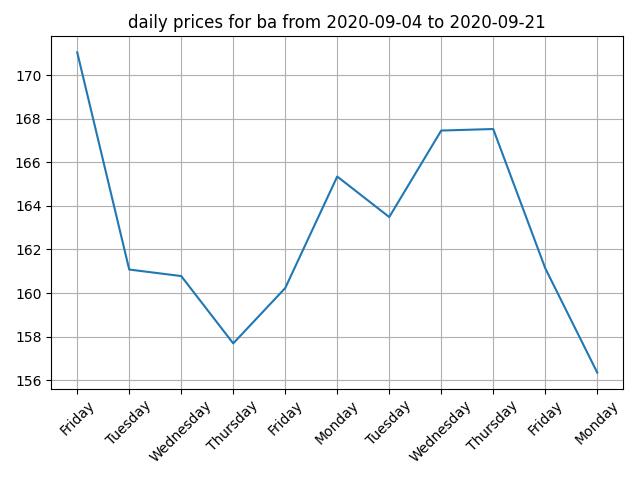 daily prices for ba from 2020-09-04 to 2020-09-21
170
168
166
164
162
160
158
156
Friday
Tuesday
Wednesday
Thursday
Friday
Monday
Tuesday
Wednesday
Thursday
Friday
Monday